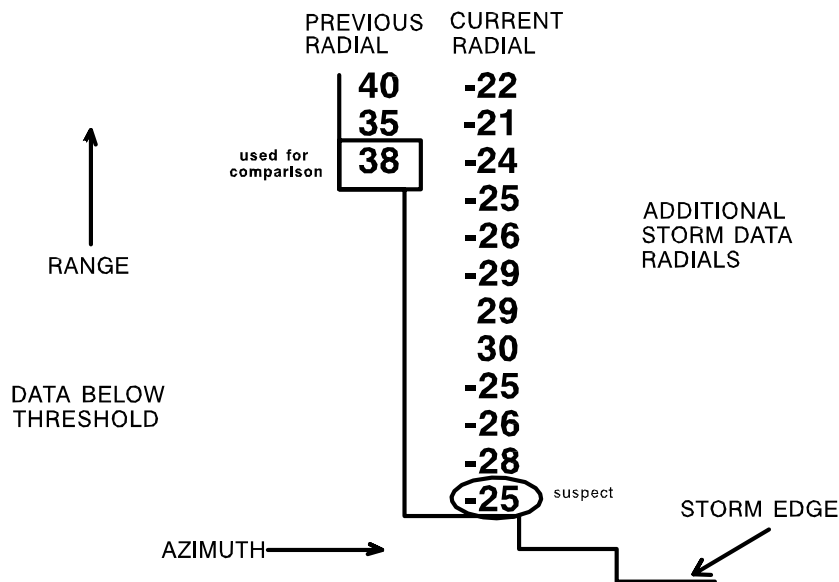 PREVIOUS RADIAL
CURRENT RADIAL
40 -22
35 -21
used for comparison
38 -24
-25
-26
-29
29
30
-25
-26
-28
-25
suspect
RANGE
ADDITIONAL
STORM DATA
RADIALS
DATA BELOW
THRESHOLD
STORM EDGE
AZIMUTH